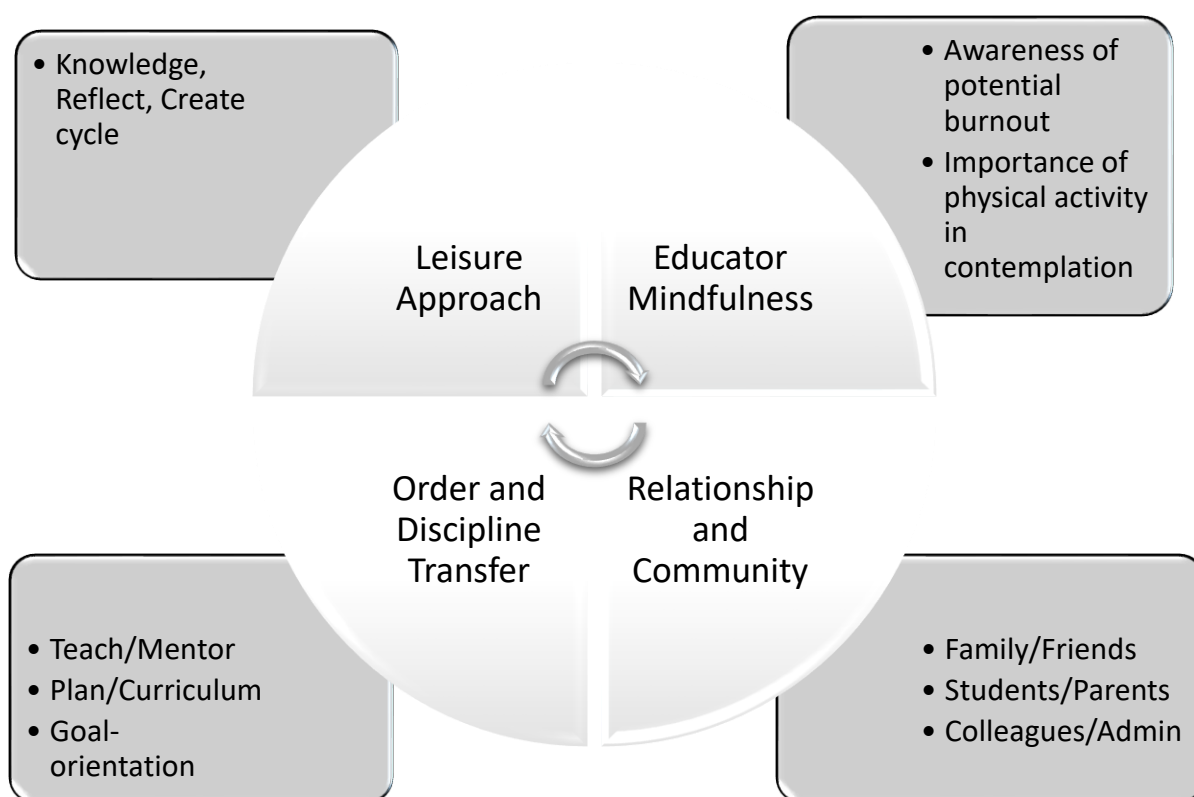 • Knowledge,
Reflect, Create
cycle
• Awareness of
potential
burnout
• Importance of
physical activity
in
contemplation
Leisure
Approach
Educator
Mindfulness
Order and
Discipline
Transfer
Relationship
and
Community
• Teach/Mentor
• Plan/Curriculum
• Goal-
orientation
• Family/Friends
• Students/Parents
• Colleagues/Admin